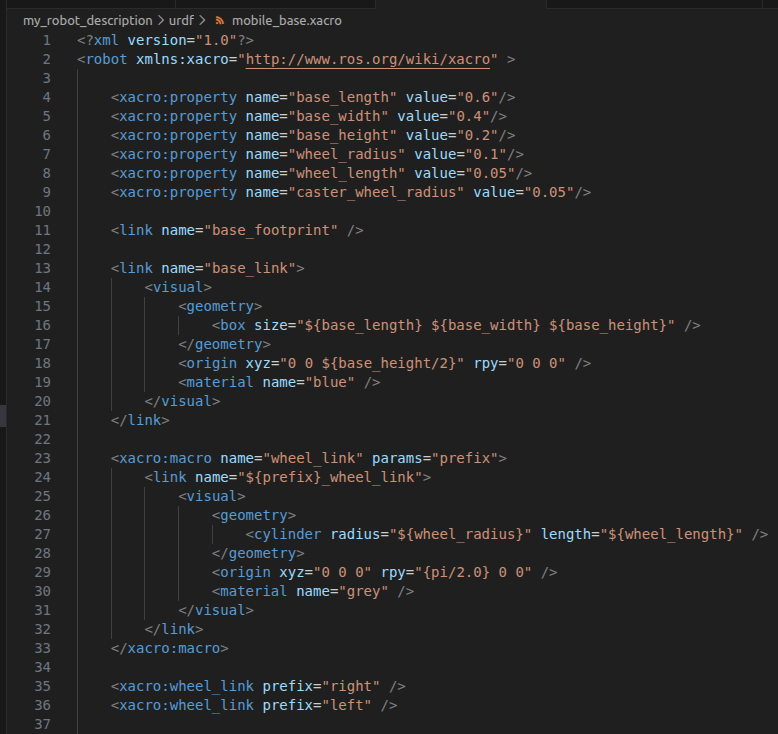 my_robot_description > urdf > mobile_base.xacro
1 <?xml version="1.0"?>
2 <robot xmlns:xacro="http://www.ros.org/wiki/xacro" >
3
4     <xacro:property name="base_length" value="0.6"/>
5     <xacro:property name="base_width" value="0.4"/>
6     <xacro:property name="base_height" value="0.2"/>
7     <xacro:property name="wheel_radius" value="0.1"/>
8     <xacro:property name="wheel_length" value="0.05"/>
9     <xacro:property name="caster_wheel_radius" value="0.05"/>
10
11     <link name="base_footprint" />
12
13     <link name="base_link">
14         <visual>
15             <geometry>
16                 <box size="${base_length} ${base_width} ${base_height}" />
17             </geometry>
18             <origin xyz="0 0 ${base_height/2}" rpy="0 0 0" />
19             <material name="blue" />
20         </visual>
21     </link>
22
23     <xacro:macro name="wheel_link" params="prefix">
24         <link name="${prefix}_wheel_link">
25             <visual>
26                 <geometry>
27                     <cylinder radius="${wheel_radius}" length="${wheel_length}" />
28                 </geometry>
29                 <origin xyz="0 0 0" rpy="{pi/2.0} 0 0" />
30                 <material name="grey" />
31             </visual>
32         </link>
33     </xacro:macro>
34
35     <xacro:wheel_link prefix="right" />
36     <xacro:wheel_link prefix="left" />
37